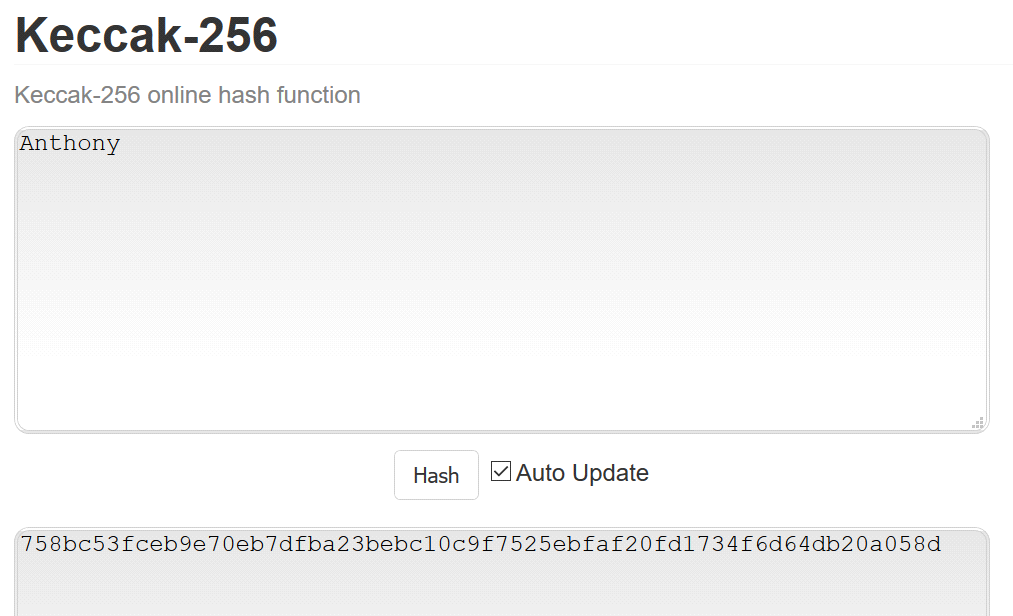 Keccak-256
Keccak-256 online hash function
Anthony
Hash
Auto Update
758bc53fceb9e70eb7dfba23bebc10c9f7525ebfaf20fd1734f6d64db20a058d